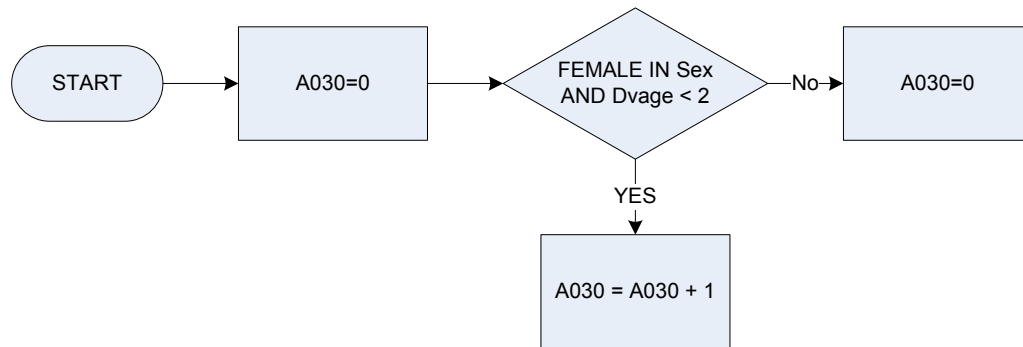 START
A030=0
FEMALE IN Sex
AND Dvage < 2
No
A030=0
YES
A030 = A030 + 1